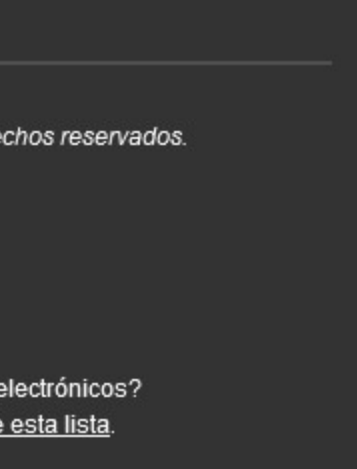 echos reservados.
electrónicos?
e esta lista.